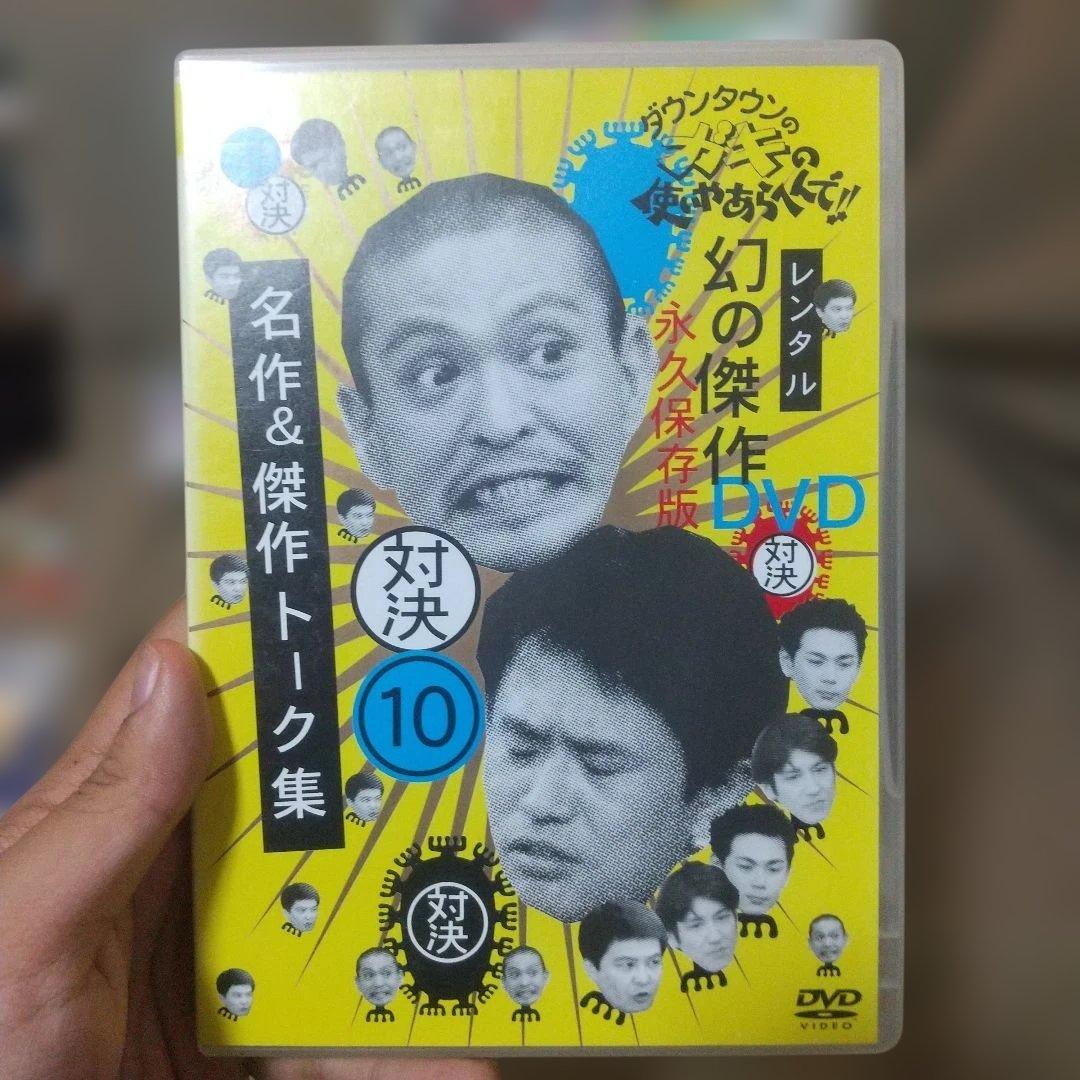 ダウンタウンの
ガキの
使いやあらへんで!!
幻の傑作
DVD
永久保存版
レンタル
名作&傑作トーク集
対決
10
対決
対決
対決
DVD
VIDEO